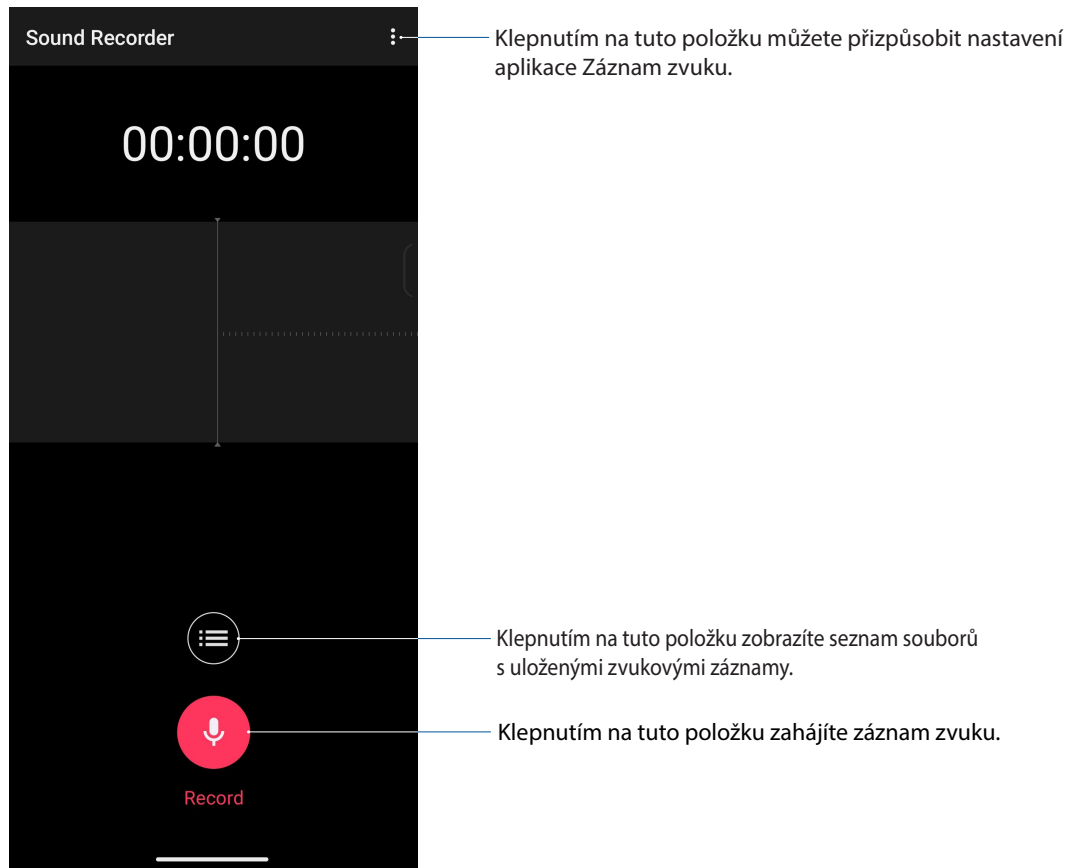 Sound Recorder
Klepnutím na tuto položku můžete přizpůsobit nastavení
aplikace Záznam zvuku.
00:00:00
Klepnutím na tuto položku zobrazíte seznam souborů
s uloženými zvukovými záznamy.
Klepnutím na tuto položku zahájíte záznam zvuku.
Record